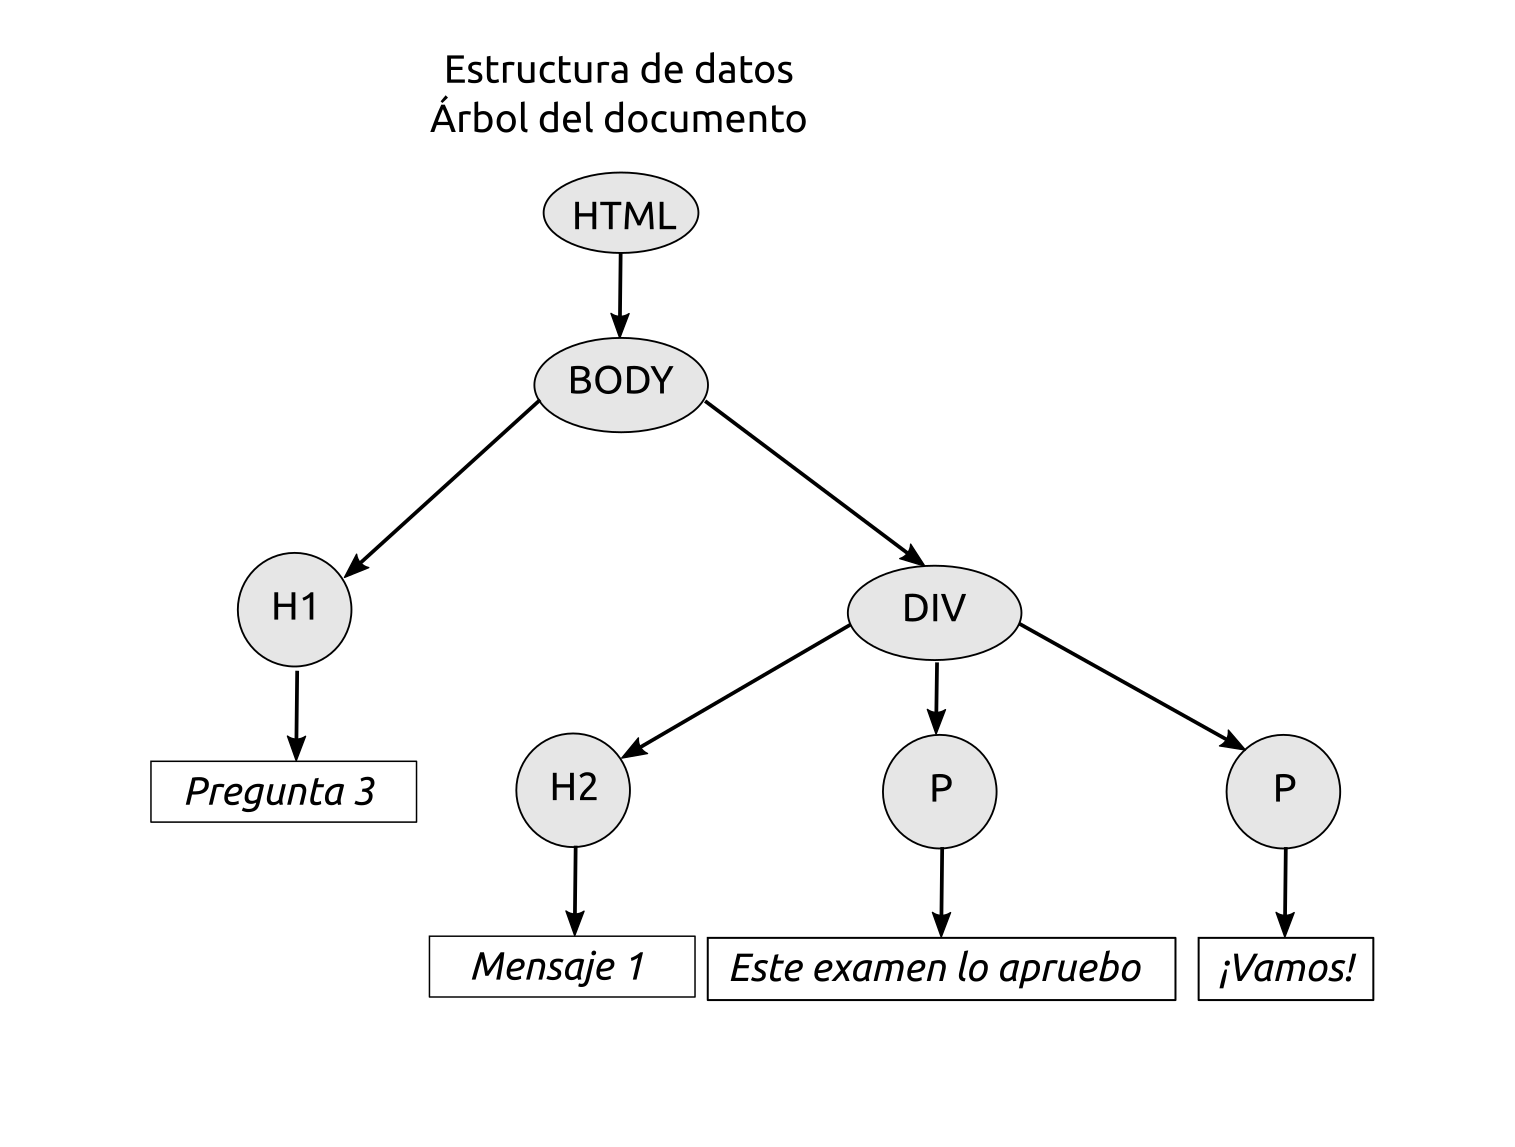 Estructura de datos
Árbol del documento
HTML
BODY
H1
DIV
Pregunta 3
H2
P
P
Mensaje 1
Este examen lo apruebo
¡Vamos!